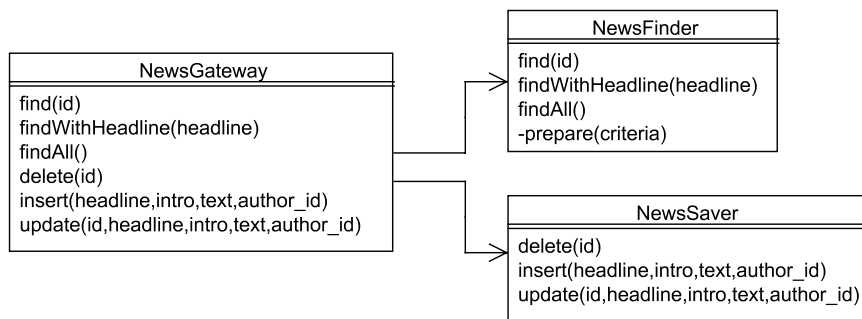 NewsGateway
find(id)
findWithHeadline(headline)
findAll()
delete(id)
insert(headline,intro,text,author_id)
update(id,headline,intro,text,author_id)
NewsFinder
find(id)
findWithHeadline(headline)
findAll()
-prepare(criteria)
NewsSaver
delete(id)
insert(headline,intro,text,author_id)
update(id,headline,intro,text,author_id)